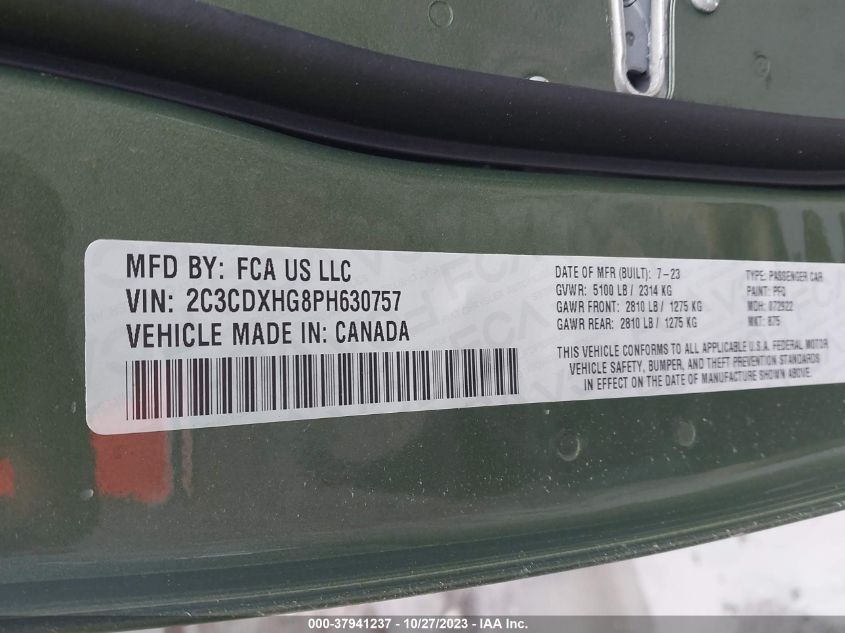 MFD BY: FCA US LLC
VIN: 2C3CDXHG8PH630757
VEHICLE MADE IN: CANADA
DATE OF MFR (BUILT): 7-23
GVWR: 5100 LB / 2314 KG
GAWR FRONT: 2810 LB / 1275 KG
GAWR REAR: 2810 LB / 1275 KG
TYPE: PASSENGER CAR
PAINT: PFQ
MDH: 072922
MKT: 875
THIS VEHICLE CONFORMS TO ALL APPLICABLE U.S.A. FEDERAL MOTOR
VEHICLE SAFETY, BUMPER, AND THEFT PREVENTION STANDARDS
IN EFFECT ON THE DATE OF MANUFACTURE SHOWN ABOVE.
000-37941237 - 10/27/2023 - IAA Inc.